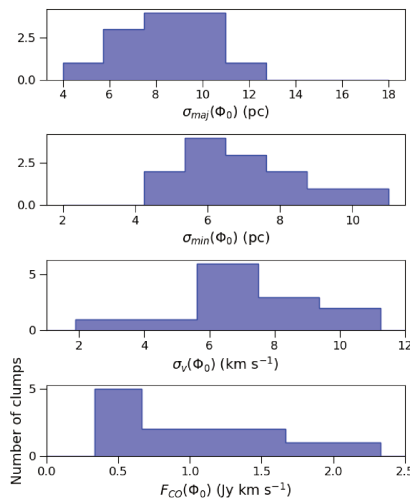 2.5
0.0
4 6 8 10 12 14 16 18
σmaj(Φ0) (pc)
2.5
0.0
2 4 6 8 10
σmin(Φ0) (pc)
5
0
2 4 6 8 10 12
σv(Φ0) (km s⁻¹)
Number of clumps
5
0
0.0 0.5 1.0 1.5 2.0 2.5
FCO(Φ0) (Jy km s⁻¹)